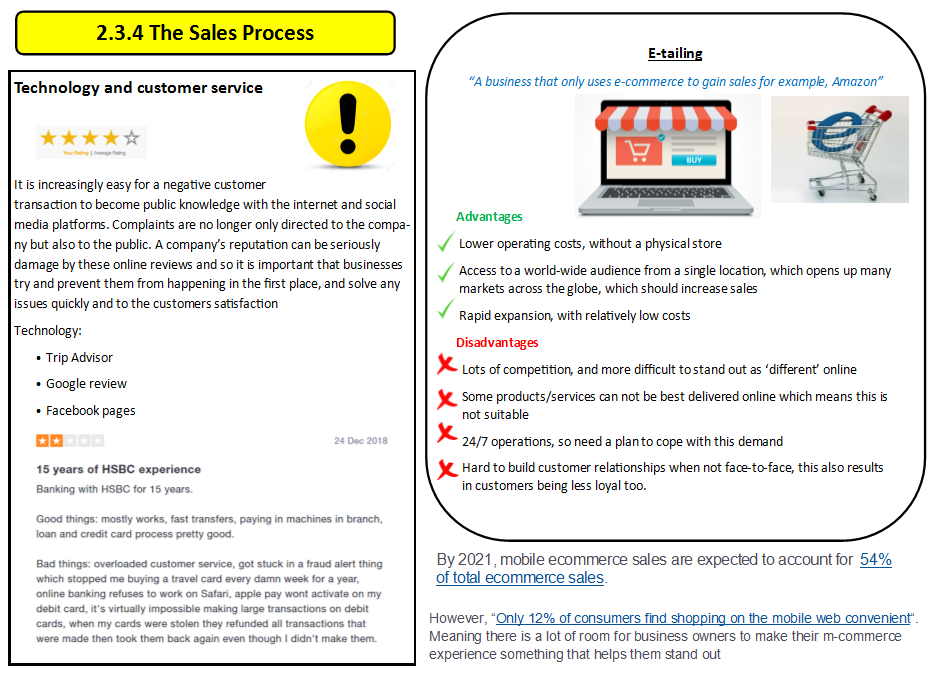 2.3.4 The Sales Process
Technology and customer service
Your Rating | Average Rating
It is increasingly easy for a negative customer
transaction to become public knowledge with the internet and social
media platforms. Complaints are no longer only directed to the compa-
ny but also to the public. A company's reputation can be seriously
damage by these online reviews and so it is important that businesses
try and prevent them from happening in the first place, and solve any
issues quickly and to the customers satisfaction
Technology:
• Trip Advisor
• Google review
• Facebook pages
24 Dec 2018
15 years of HSBC experience
Banking with HSBC for 15 years.
Good things: mostly works, fast transfers, paying in machines in branch,
loan and credit card process pretty good.
Bad things: overloaded customer service, got stuck in a fraud alert thing
which stopped me buying a travel card every damn week for a year,
online banking refuses to work on Safari, apple pay wont activate on my
debit card, it's virtually impossible making large transactions on debit
cards, when my cards were stolen they refunded all transactions that
were made then took them back again even though I didn't make them.
E-tailing
“A business that only uses e-commerce to gain sales for example, Amazon”
BUY
e
Advantages
Lower operating costs, without a physical store
Access to a world-wide audience from a single location, which opens up many
markets across the globe, which should increase sales
Rapid expansion, with relatively low costs
Disadvantages
Lots of competition, and more difficult to stand out as ‘different’ online
Some products/services can not be best delivered online which means this is
not suitable
24/7 operations, so need a plan to cope with this demand
Hard to build customer relationships when not face-to-face, this also results
in customers being less loyal too.
By 2021, mobile ecommerce sales are expected to account for 54%
of total ecommerce sales.
However, “Only 12% of consumers find shopping on the mobile web convenient“.
Meaning there is a lot of room for business owners to make their m-commerce
experience something that helps them stand out